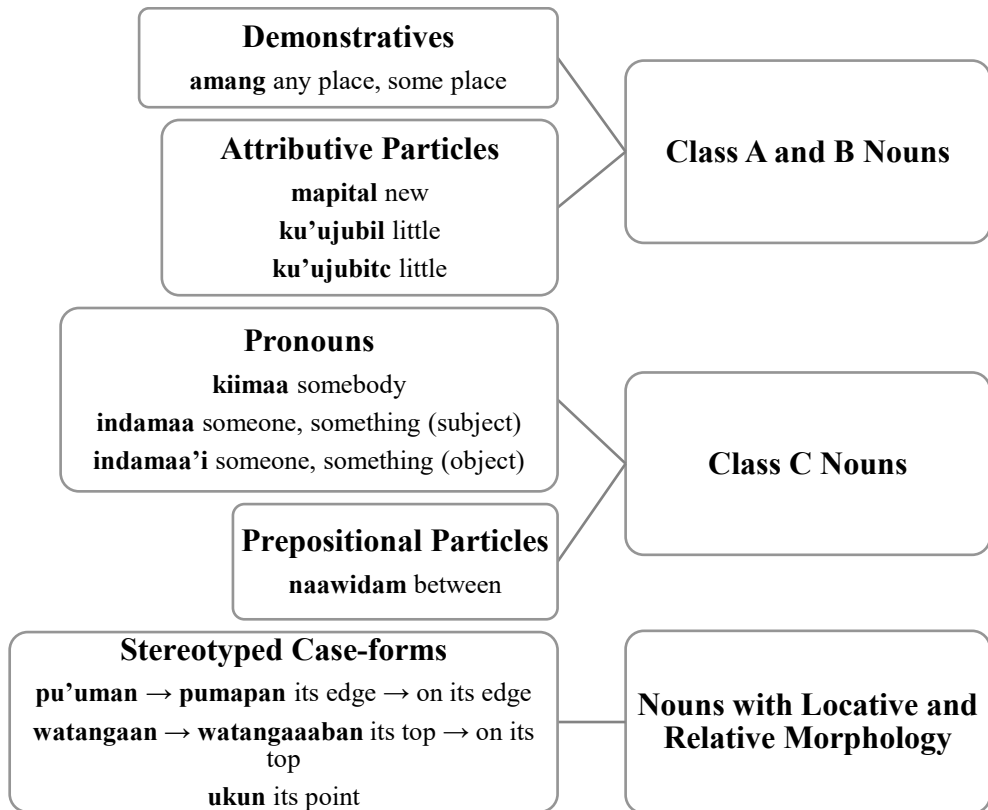 Demonstratives
amang any place, some place
Attributive Particles
mapital new
ku’ujubil little
ku’ujubitc little
Class A and B Nouns
Pronouns
kiimaa somebody
indamaa someone, something (subject)
indamaa’i someone, something (object)
Prepositional Particles
naawidam between
Class C Nouns
Stereotyped Case-forms
pu’uman → pumapan its edge → on its edge
watangaan → watangaaaban its top → on its
top
ukun its point
Nouns with Locative and
Relative Morphology